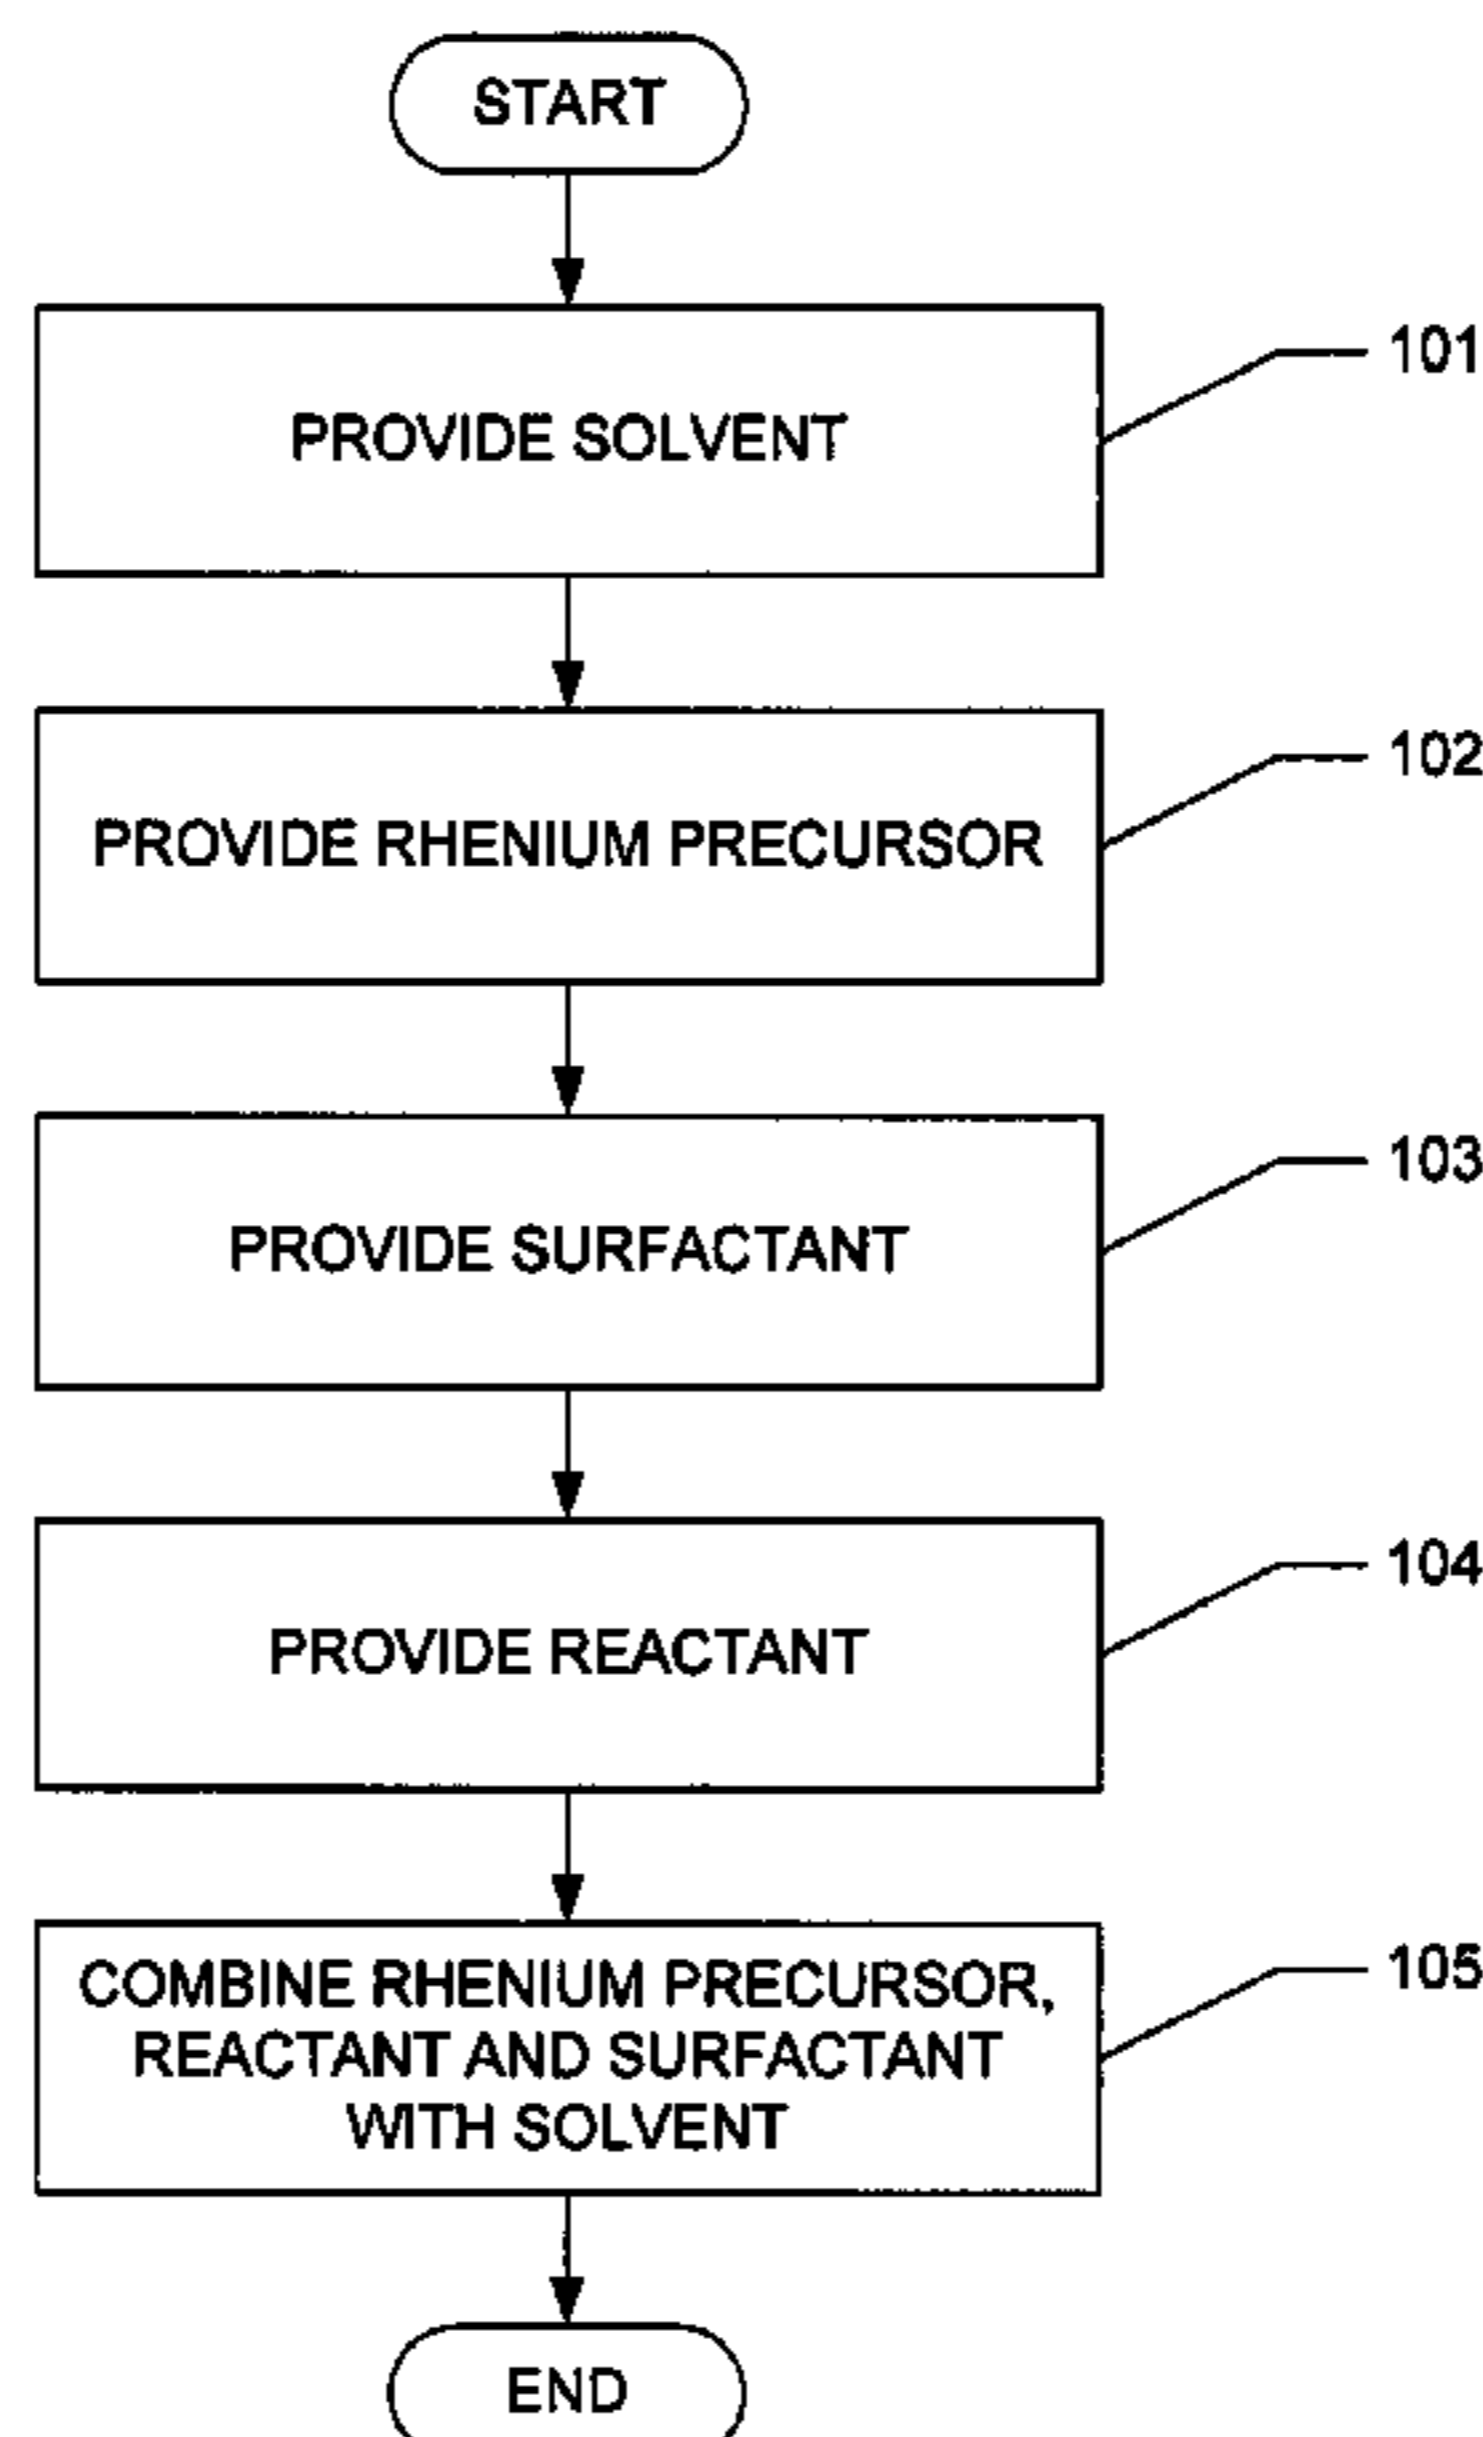 START
PROVIDE SOLVENT
101
PROVIDE RHENIUM PRECURSOR
102
PROVIDE SURFACTANT
103
PROVIDE REACTANT
104
COMBINE RHENIUM PRECURSOR,
REACTANT AND SURFACTANT
WITH SOLVENT
105
END